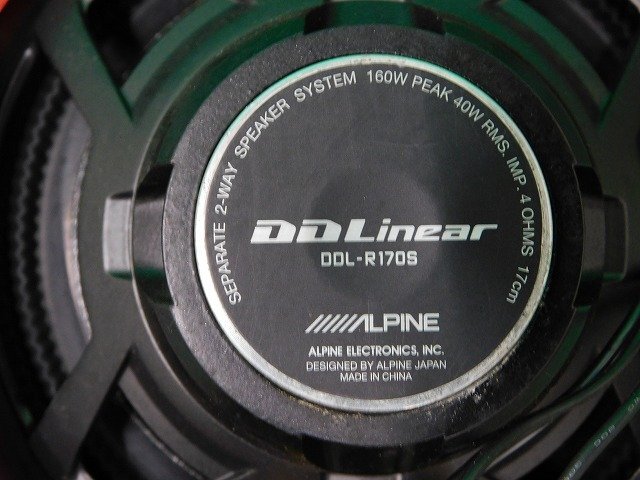 SEPARATE 2-WAY SPEAKER SYSTEM 160W PEAK 40W RMS. IMP. 4 OHMS 17cm
DDLinear
DDL-R170S
ALPINE
ALPINE ELECTRONICS, INC.
DESIGNED BY ALPINE JAPAN
MADE IN CHINA